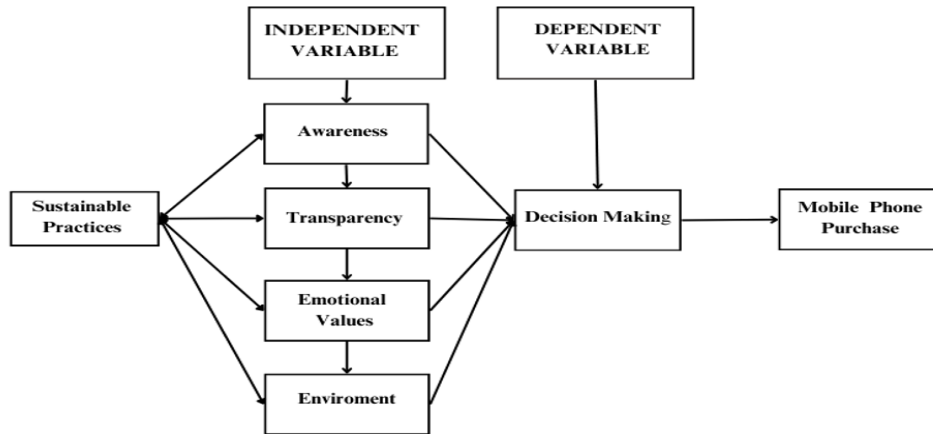 INDEPENDENT
VARIABLE
DEPENDENT
VARIABLE
Awareness
Sustainable
Practices
Transparency
Decision Making
Mobile Phone
Purchase
Emotional
Values
Enviroment